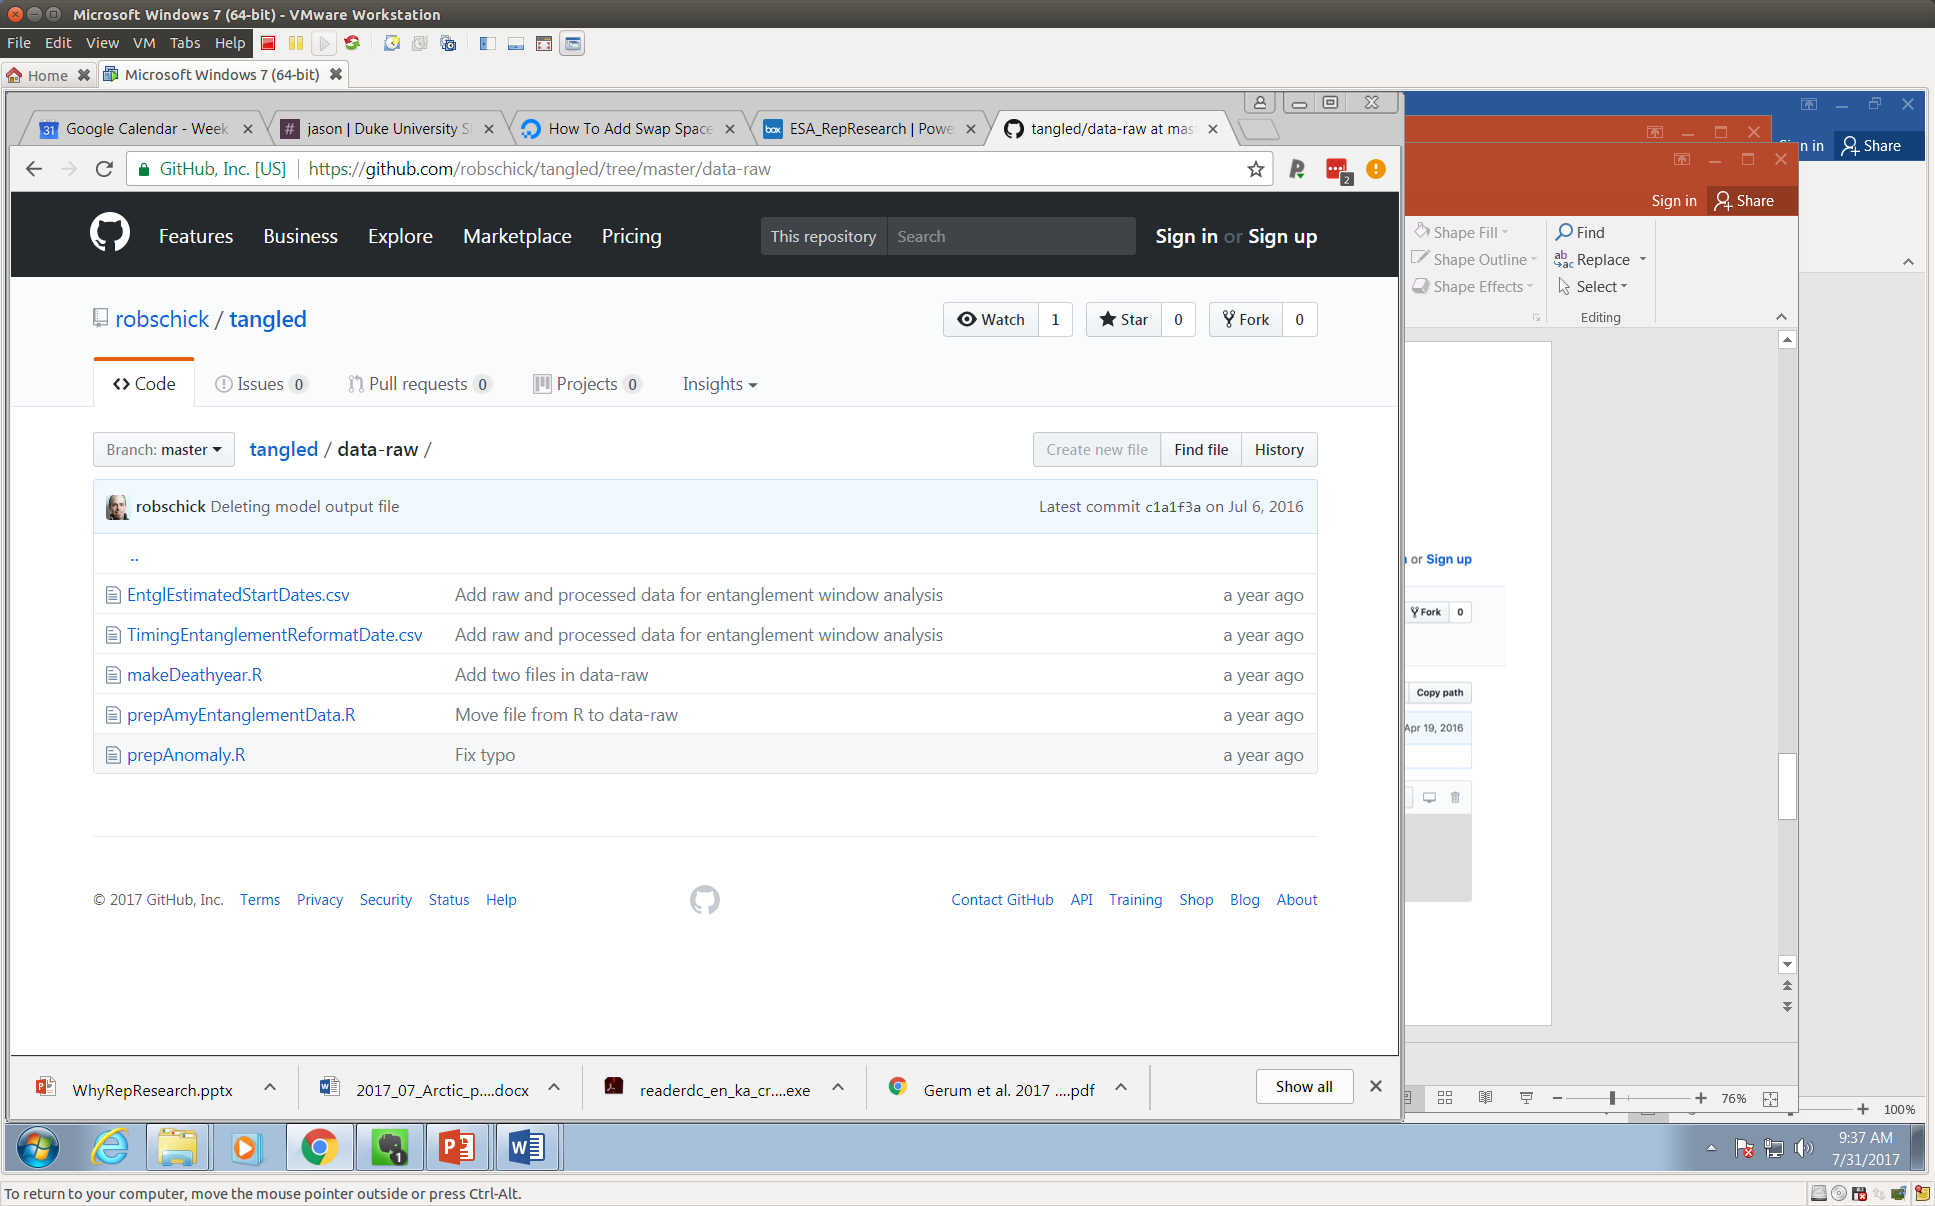 Microsoft Windows 7 (64-bit) - VMware Workstation
File Edit View VM Tabs Help
Home Microsoft Windows 7 (64-bit)
31 Google Calendar - Week # jason | Duke University How To Add Swap Space box ESA_RepResearch | Powe tangled/data-raw at mas
GitHub, Inc. [US] https://github.com/robschick/tangled/tree/master/data-raw 2
Features Business Explore Marketplace Pricing This repository Search Sign in or Sign up
robschick / tangled Watch 1 Star 0 Fork 0
Code Issues 0 Pull requests 0 Projects 0 Insights
Branch: master tangled / data-raw / Create new file Find file History
robschick Deleting model output file Latest commit c1a1f3a on Jul 6, 2016
..
EntglEstimatedStartDates.csv Add raw and processed data for entanglement window analysis a year ago
TimingEntanglementReformatDate.csv Add raw and processed data for entanglement window analysis a year ago
makeDeathyear.R Add two files in data-raw a year ago
prepAmyEntanglementData.R Move file from R to data-raw a year ago
prepAnomaly.R Fix typo a year ago
© 2017 GitHub, Inc. Terms Privacy Security Status Help Contact GitHub API Training Shop Blog About
WhyRepResearch.pptx 2017_07_Arctic_p....docx readerdc_en_ka_cr....exe Gerum et al. 2017 ....pdf Show all
in Share
Sign in Share
Shape Fill Find
Shape Outline Replace
Shape Effects Select
Editing
or Sign up
Fork 0
Copy path
Apr 19, 2016
76%
100%
1
9:37 AM
7/31/2017
To return to your computer, move the mouse pointer outside or press Ctrl-Alt.